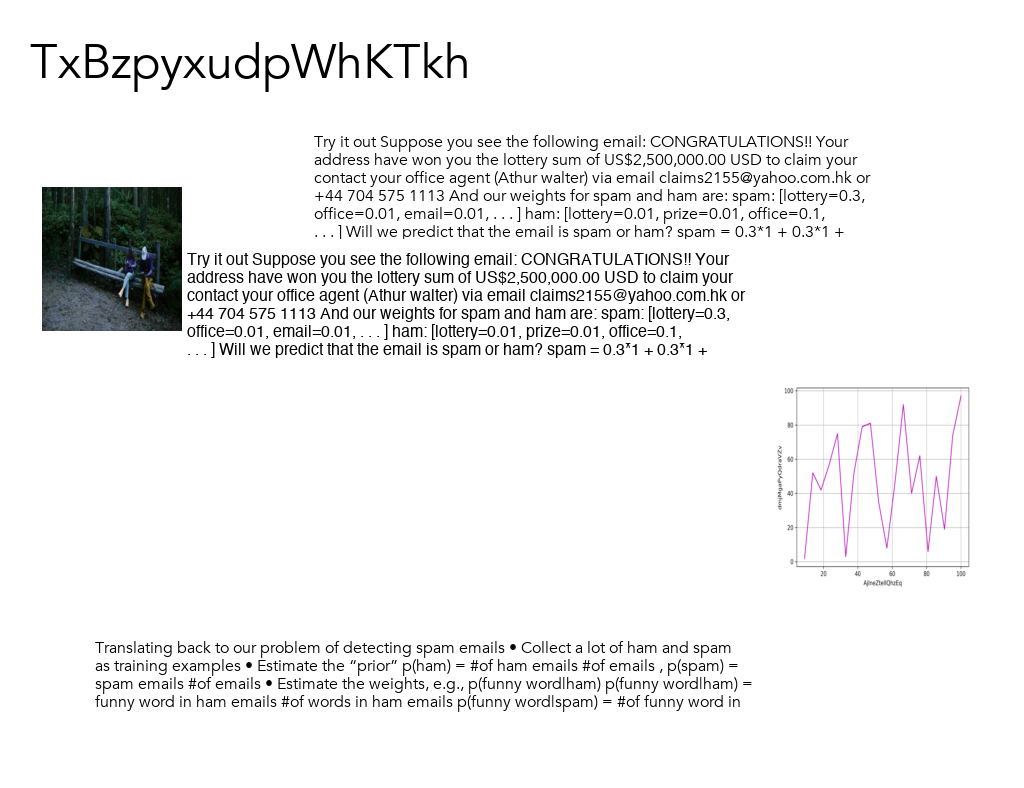 TxBzpyxudpWhKTkh
Try it out Suppose you see the following email: CONGRATULATIONS!! Your
address have won you the lottery sum of US$2,500,000.00 USD to claim your
contact your office agent (Athur walter) via email claims2155@yahoo.com.hk or
+44 704 575 1113 And our weights for spam and ham are: spam: [lottery=0.3,
office=0.01, email=0.01, . . . ] ham: [lottery=0.01, prize=0.01, office=0.1,
. . . ] Will we predict that the email is spam or ham? spam = 0.3*1 + 0.3*1 +
Try it out Suppose you see the following email: CONGRATULATIONS!! Your
address have won you the lottery sum of US$2,500,000.00 USD to claim your
contact your office agent (Athur walter) via email claims2155@yahoo.com.hk or
+44 704 575 1113 And our weights for spam and ham are: spam: [lottery=0.3,
office=0.01, email=0.01, . . . ] ham: [lottery=0.01, prize=0.01, office=0.1,
. . . ] Will we predict that the email is spam or ham? spam = 0.3*1 + 0.3*1 +
100
80
60
40
20
0
20 40 60 80 100
Translating back to our problem of detecting spam emails • Collect a lot of ham and spam
as training examples • Estimate the “prior” p(ham) = #of ham emails #of emails , p(spam) =
spam emails #of emails • Estimate the weights, e.g., p(funny wordlham) p(funny wordlham) =
funny word in ham emails #of words in ham emails p(funny wordlspam) = #of funny word in